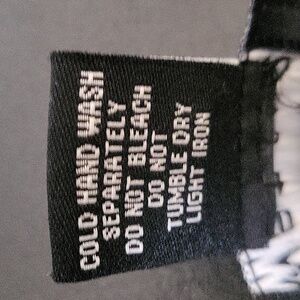 COLD HAND WASH
SEPARATELY
DO NOT BLEACH
DO NOT
TUMBLE DRY
LIGHT IRON